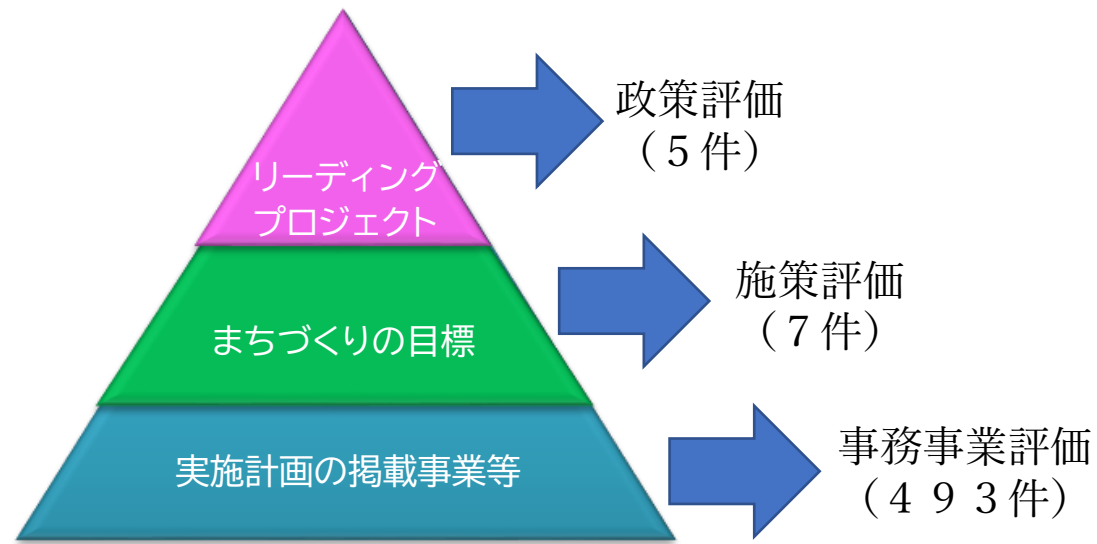 リーディング
プロジェクト
政策評価
（５件）
まちづくりの目標
施策評価
（７件）
実施計画の掲載事業等
事務事業評価
（４９３件）